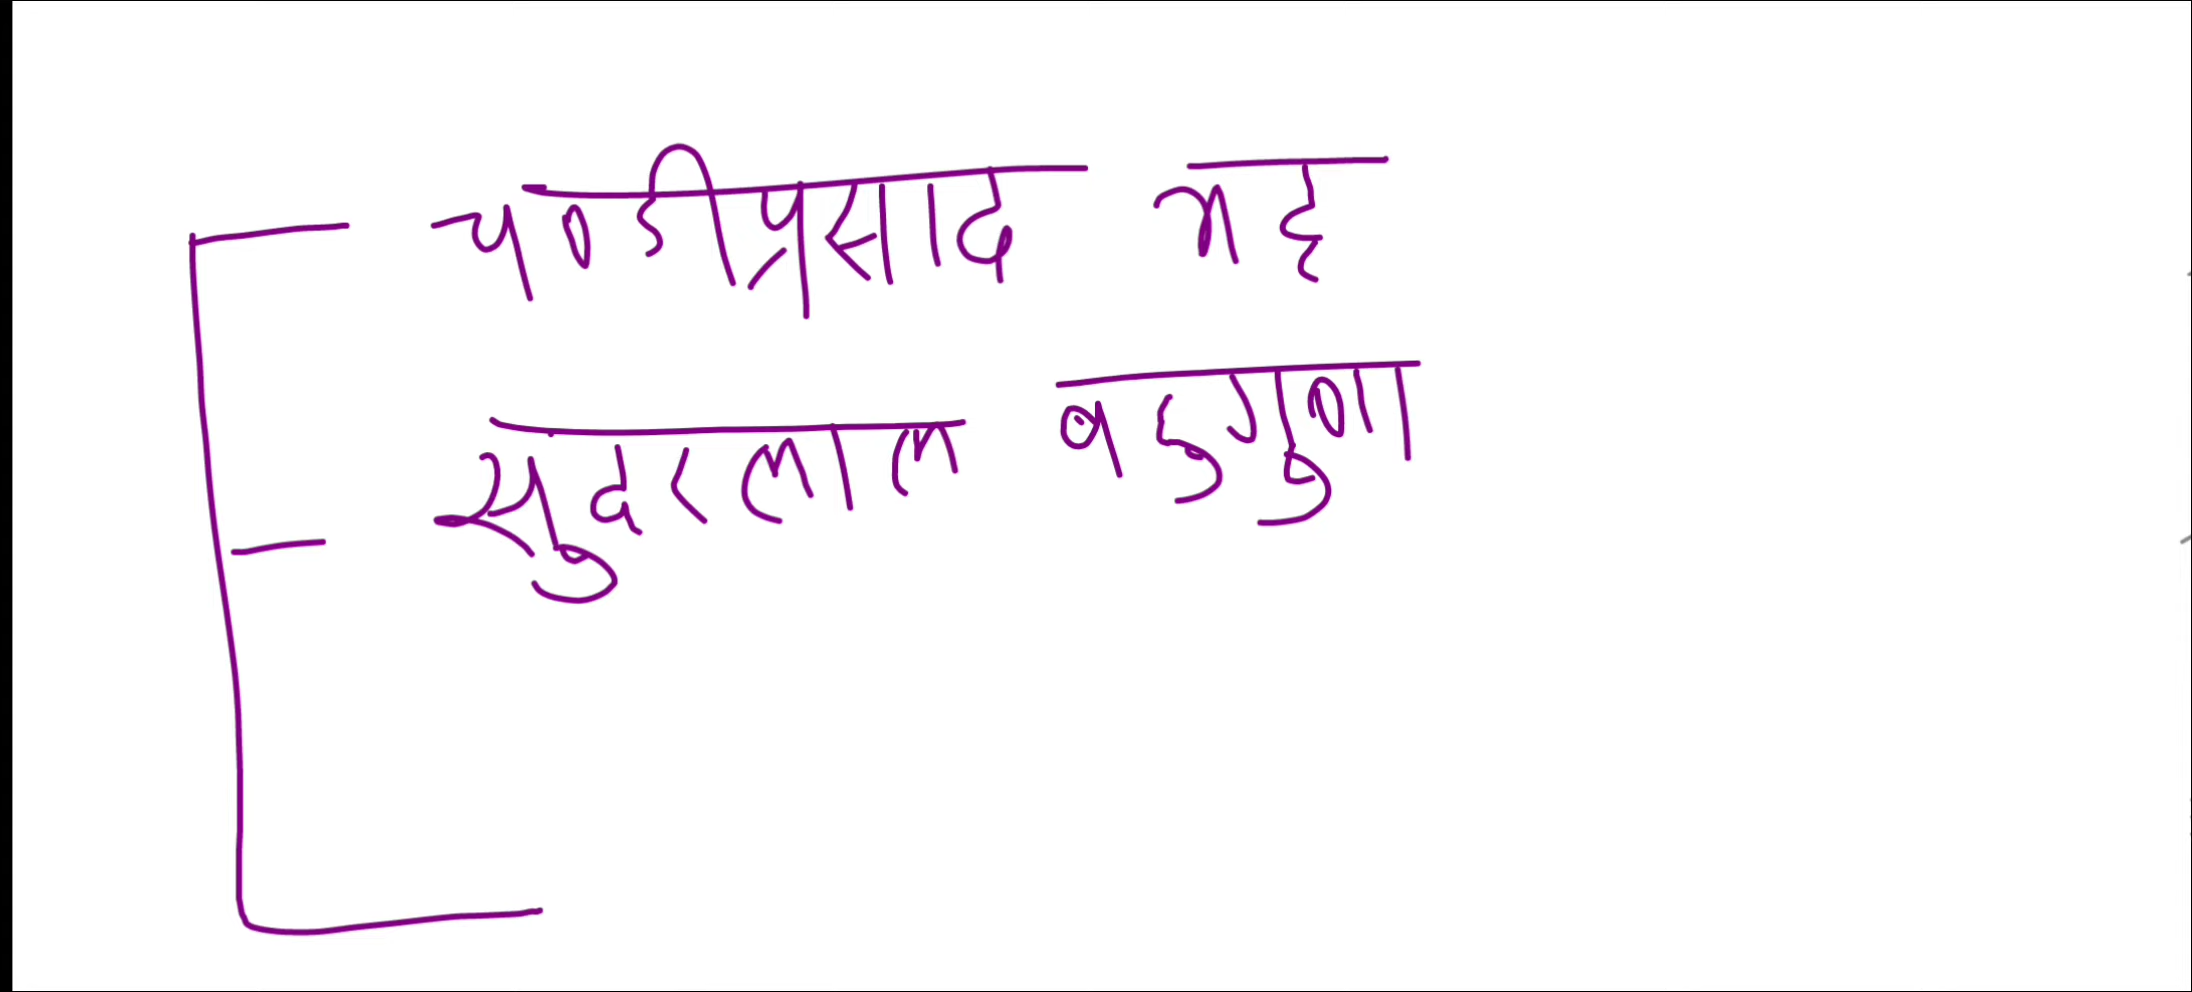 चण्डीप्रसाद भट्ट
सुदरलाल बहुगुणा